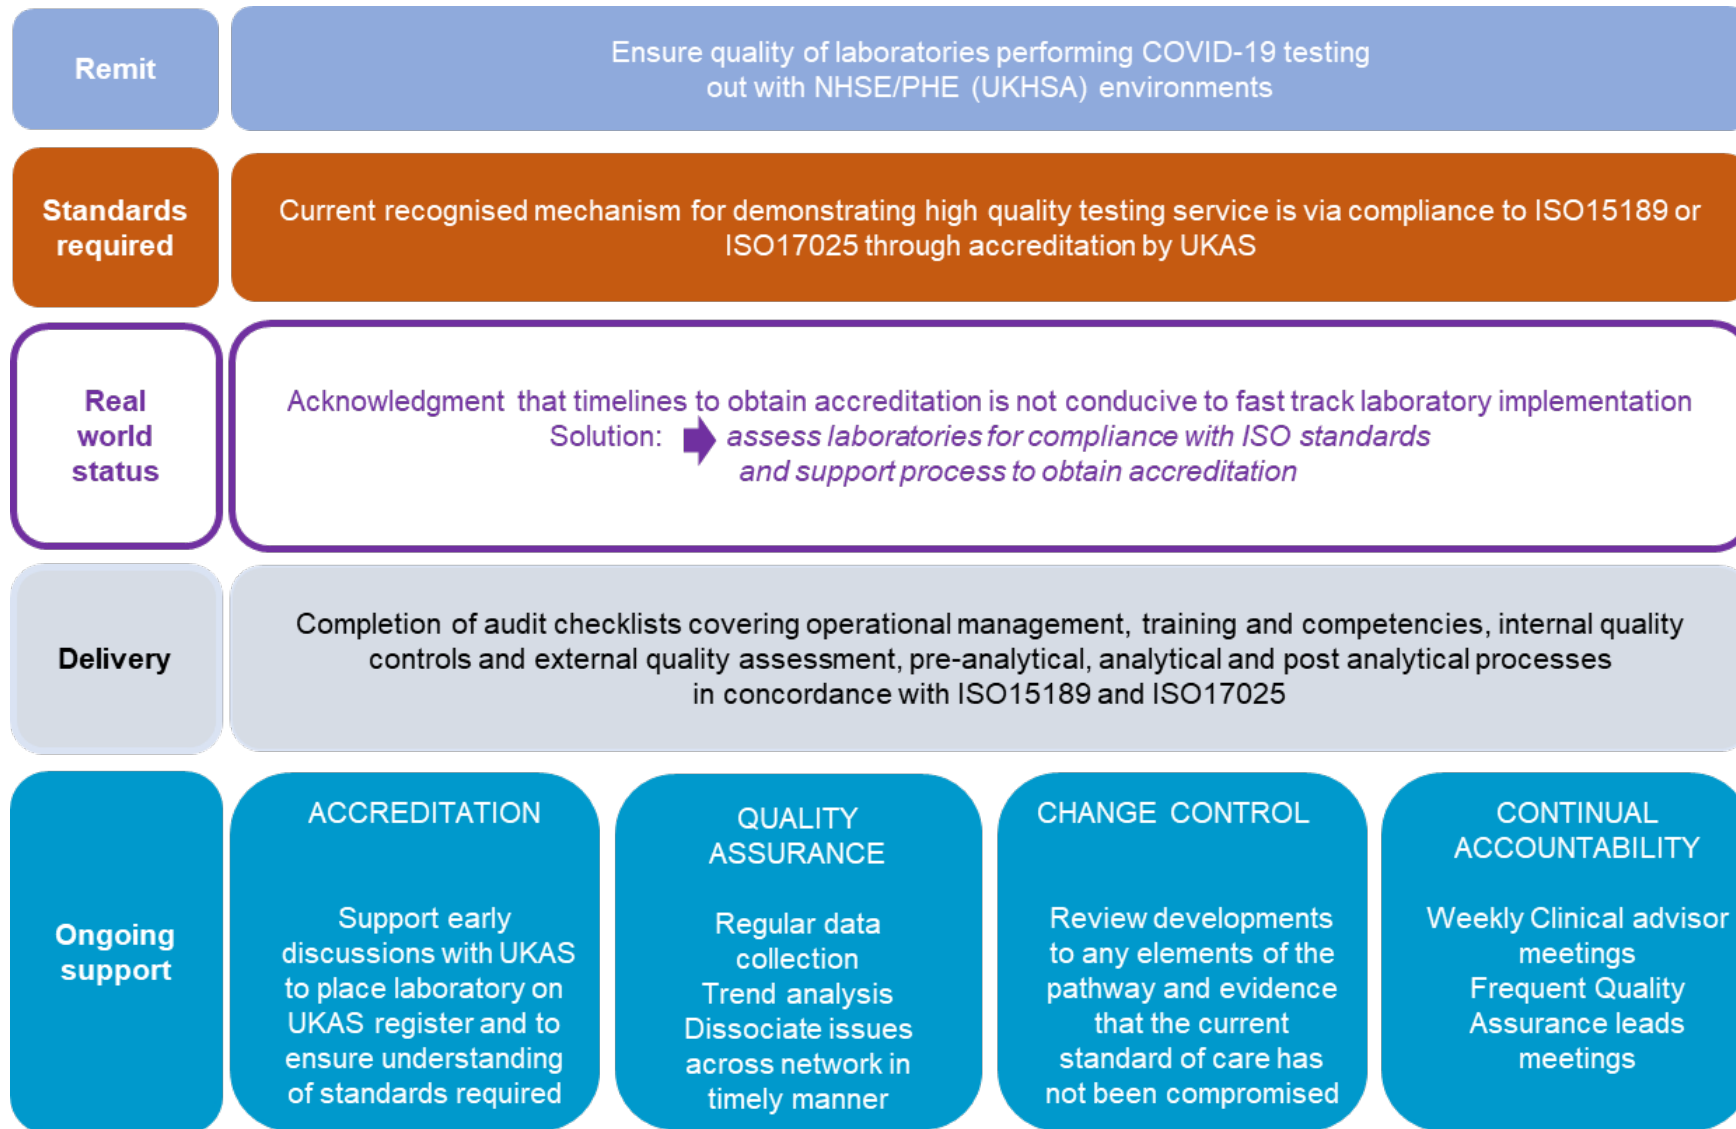 Remit
Ensure quality of laboratories performing COVID-19 testing
out with NHSE/PHE (UKHSA) environments
Standards
required
Current recognised mechanism for demonstrating high quality testing service is via compliance to ISO15189 or
ISO17025 through accreditation by UKAS
Real
world
status
Acknowledgment that timelines to obtain accreditation is not conducive to fast track laboratory implementation
Solution: assess laboratories for compliance with ISO standards
and support process to obtain accreditation
Delivery
Completion of audit checklists covering operational management, training and competencies, internal quality
controls and external quality assessment, pre-analytical, analytical and post analytical processes
in concordance with ISO15189 and ISO17025
Ongoing
support
ACCREDITATION
Support early
discussions with UKAS
to place laboratory on
UKAS register and to
ensure understanding
of standards required
QUALITY
ASSURANCE
Regular data
collection
Trend analysis
Dissociate issues
across network in
timely manner
CHANGE CONTROL
Review developments
to any elements of the
pathway and evidence
that the current
standard of care has
not been compromised
CONTINUAL
ACCOUNTABILITY
Weekly Clinical advisor
meetings
Frequent Quality
Assurance leads
meetings